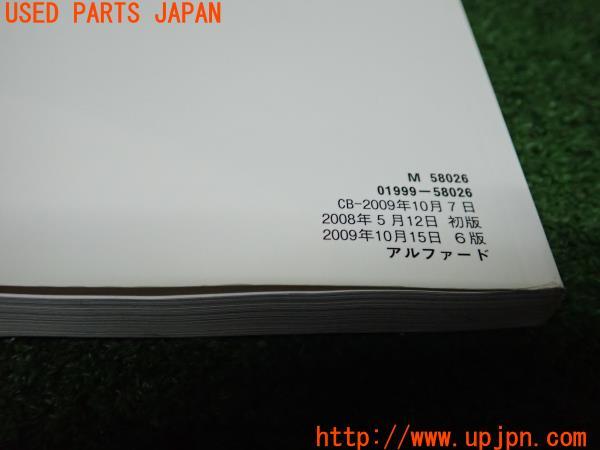 USED PARTS JAPAN
M 58026
01999-58026
CB-2009年10月7日
2008年5月12日 初版
2009年10月15日 6版
アルファード
http://www.upjpn.com/